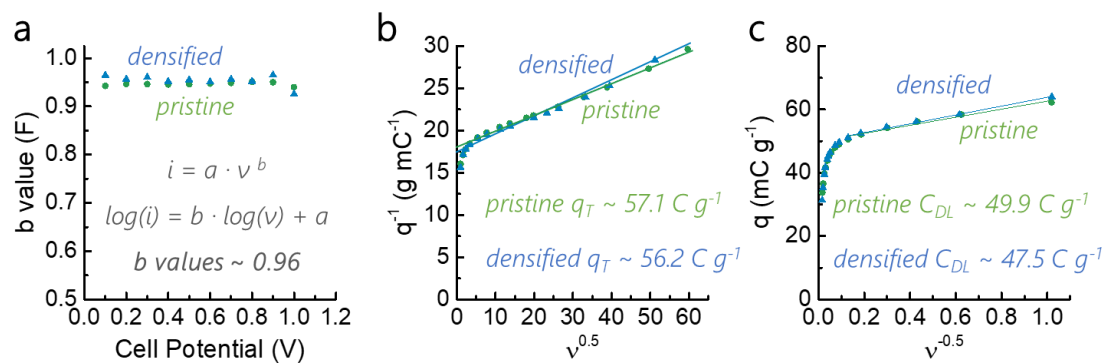 a
densified
pristine
i = a · ν ᵇ
log(i) = b · log(ν) + a
b values ~ 0.96
b value (F)
1.0
0.9
0.8
0.7
0.6
0.5
0.0 0.2 0.4 0.6 0.8 1.0 1.2
Cell Potential (V)
b
densified
pristine
pristine q_T ~ 57.1 C g⁻¹
densified q_T ~ 56.2 C g⁻¹
q⁻¹ (g mC⁻¹)
30
25
20
15
10
5
0
0 10 20 30 40 50 60
ν⁰·⁵
c
densified
pristine
pristine C_DL ~ 49.9 C g⁻¹
densified C_DL ~ 47.5 C g⁻¹
q (mC g⁻¹)
80
60
40
20
0
0.0 0.2 0.4 0.6 0.8 1.0
ν⁻⁰·⁵